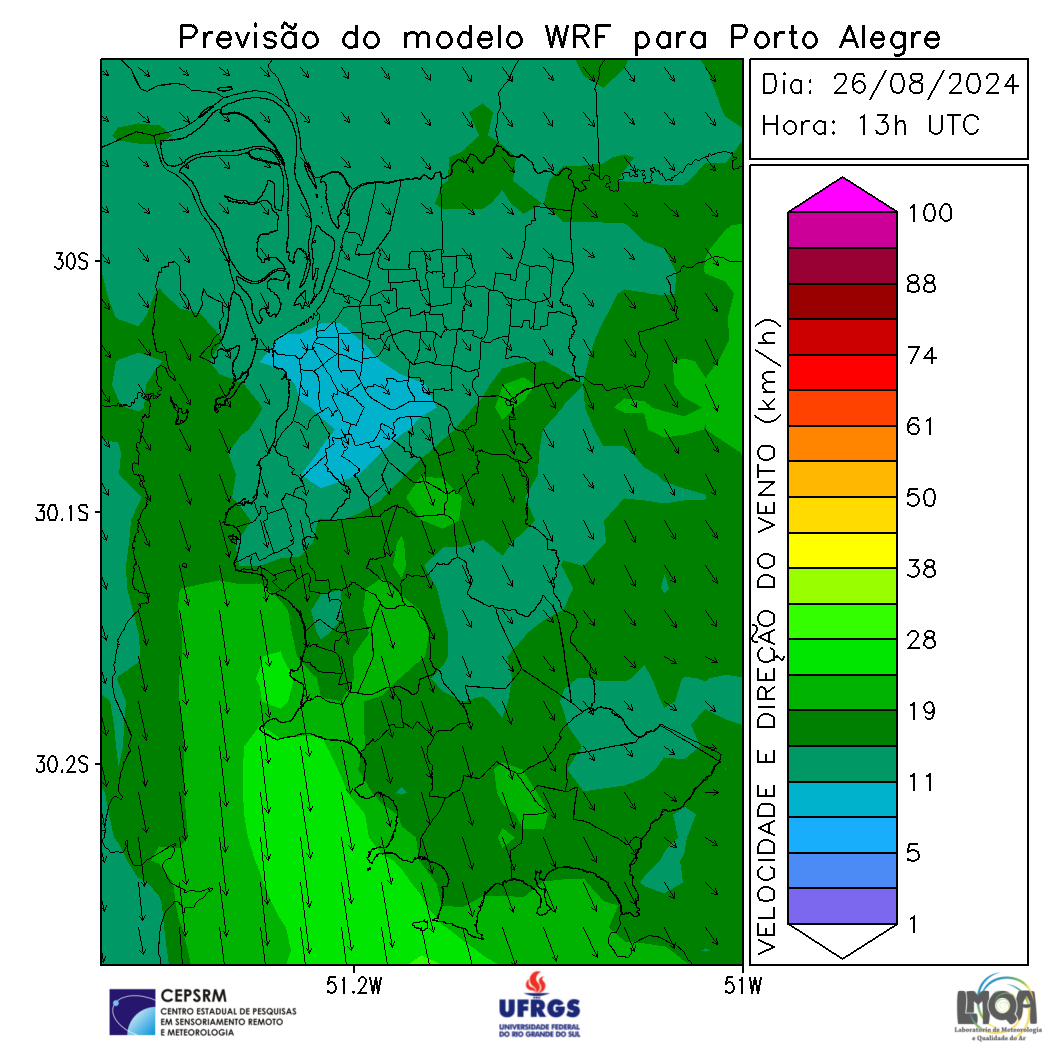 Previsão do modelo WRF para Porto Alegre
Dia: 26/08/2024
Hora: 13h UTC
30S
30.1S
30.2S
51.2W
51W
VELOCIDADE E DIREÇÃO DO VENTO (km/h)
100
88
74
61
50
38
28
19
11
5
1
CEPSRM
CENTRO ESTADUAL DE PESQUISAS
EM SENSORIAMENTO REMOTO
E METEOROLOGIA
UFRGS
UNIVERSIDADE FEDERAL
DO RIO GRANDE DO SUL
LMQA
Laboratório de Meteorologia
e Qualidade do Ar